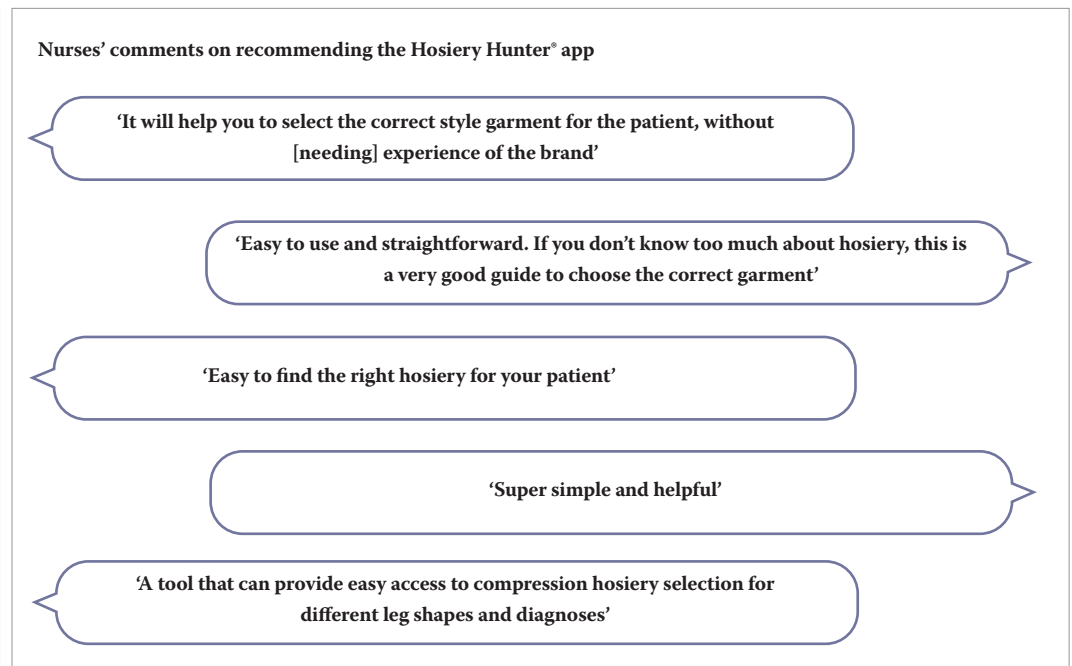 Nurses’ comments on recommending the Hosiery Hunter® app
‘It will help you to select the correct style garment for the patient, without
[needing] experience of the brand’
‘Easy to use and straightforward. If you don’t know too much about hosiery, this is
a very good guide to choose the correct garment’
‘Easy to find the right hosiery for your patient’
‘Super simple and helpful’
‘A tool that can provide easy access to compression hosiery selection for
different leg shapes and diagnoses’